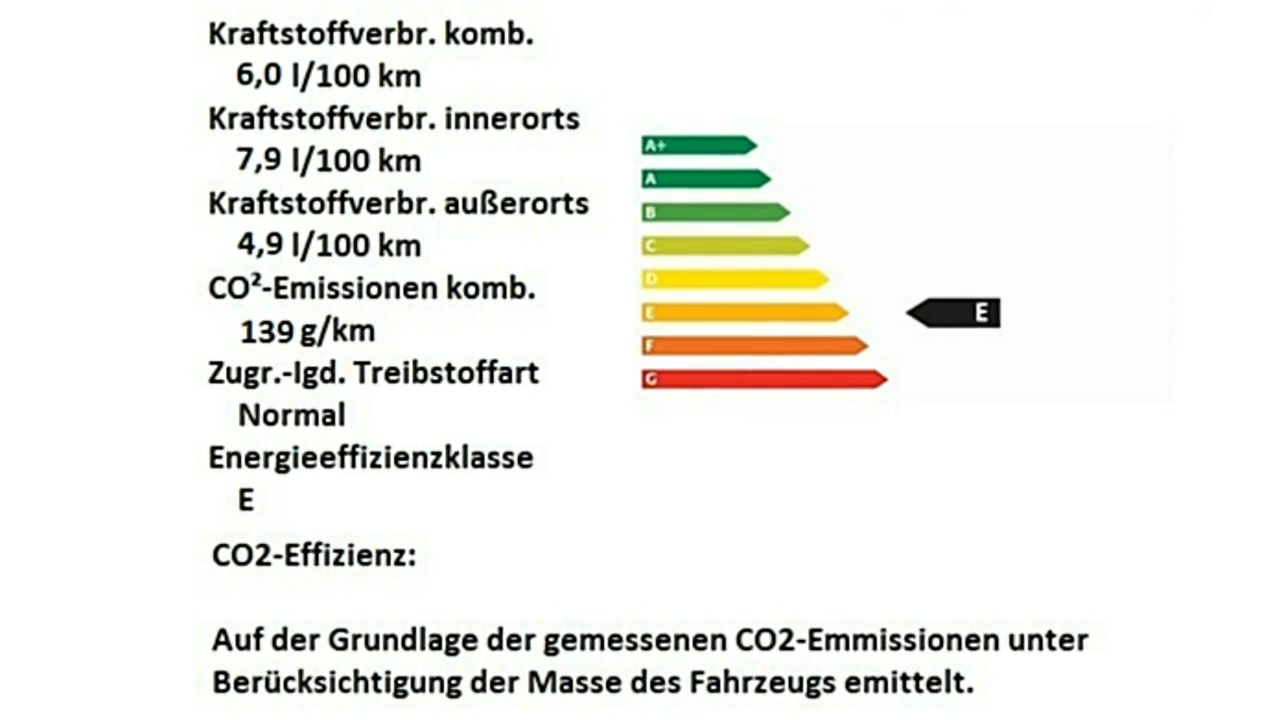 Kraftstoffverbr. komb.
6,0 l/100 km
Kraftstoffverbr. innerorts
7,9 l/100 km
Kraftstoffverbr. außerorts
4,9 l/100 km
CO²-Emissionen komb.
139 g/km
Zugr.-lgd. Treibstoffart
Normal
Energieeffizienzklasse
E
A+
A
B
C
D
E
E
F
G
CO2-Effizienz:
Auf der Grundlage der gemessenen CO2-Emmissionen unter
Berücksichtigung der Masse des Fahrzeugs emittelt.